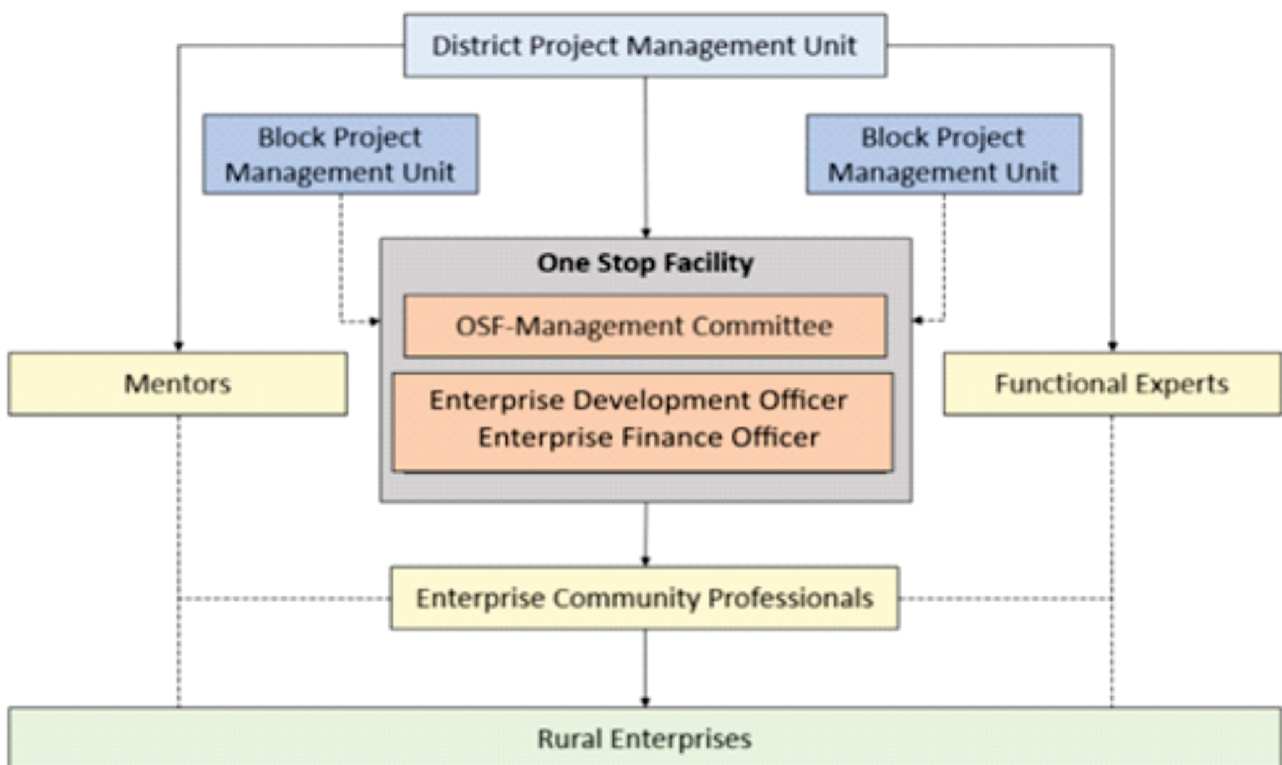 District Project Management Unit
Block Project
Management Unit
Block Project
Management Unit
One Stop Facility
OSF-Management Committee
Mentors
Functional Experts
Enterprise Development Officer
Enterprise Finance Officer
Enterprise Community Professionals
Rural Enterprises